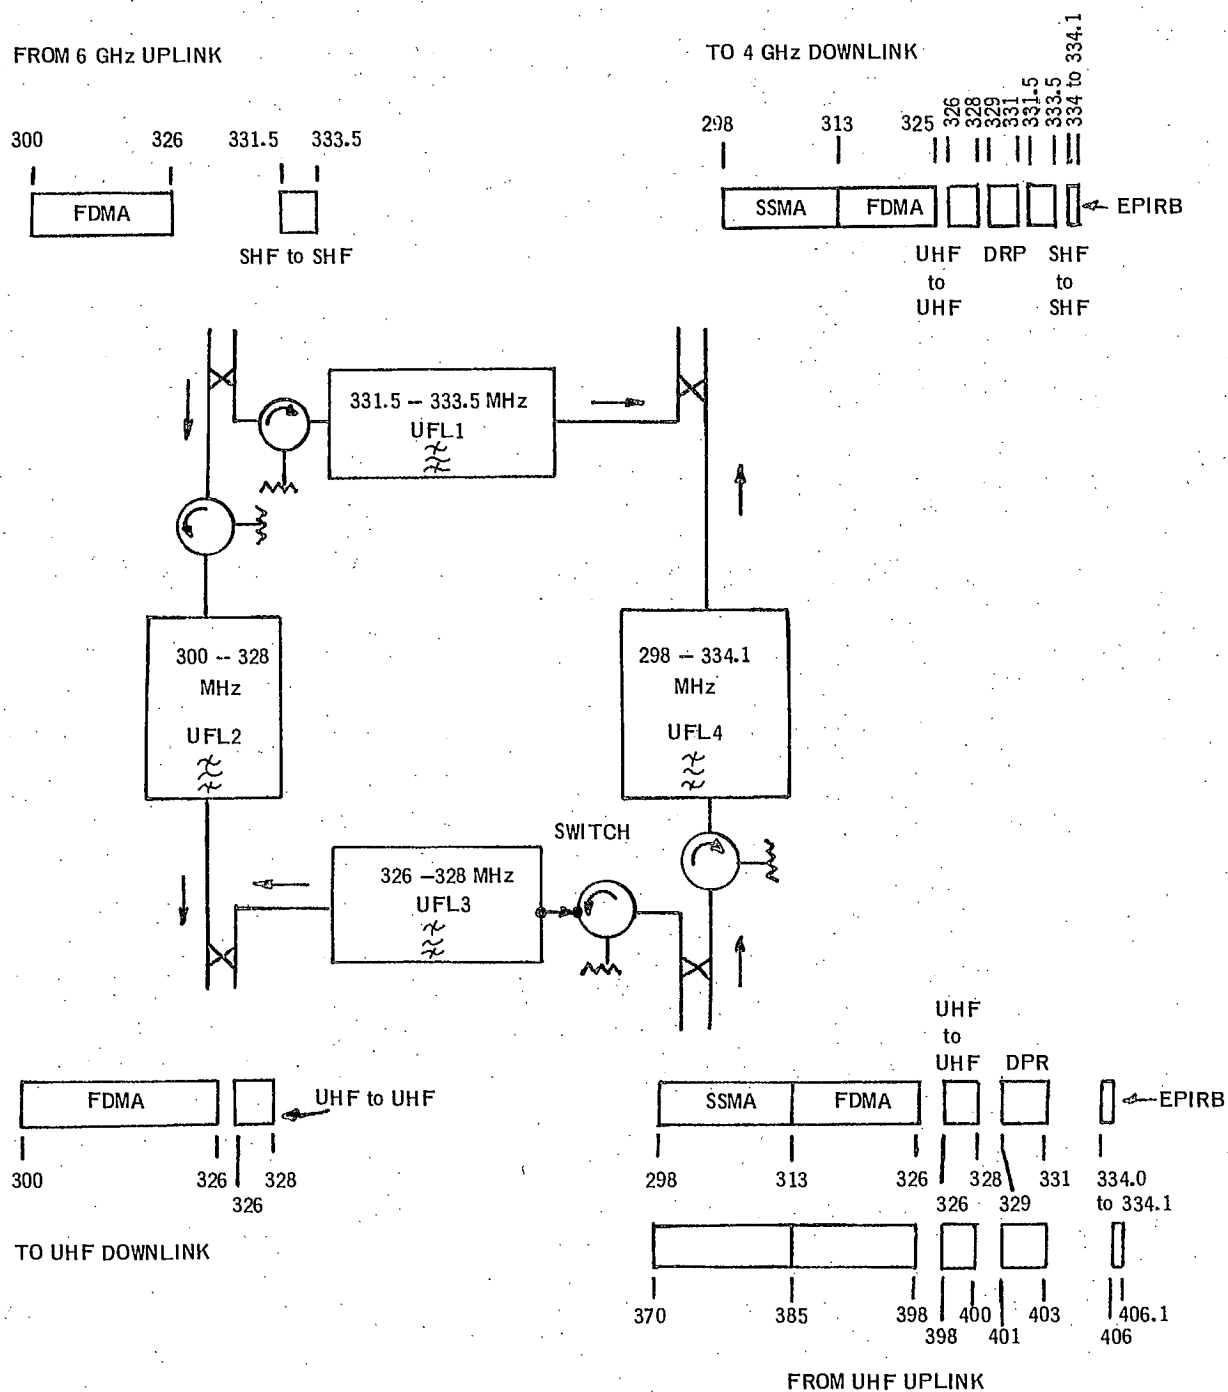 FROM 6 GHz UPLINK
300 326 331.5 333.5
FDMA
SHF to SHF
TO 4 GHz DOWNLINK
298 313 325 326 328 329 331 331.5 333.5 334 to 334.1
SSMA FDMA
EPIRB
UHF to UHF
DRP
SHF to SHF
331.5 – 333.5 MHz
UFL1
300 -- 328
MHz
UFL2
298 – 334.1
MHz
UFL4
SWITCH
326 –328 MHz
UFL3
FDMA
UHF to UHF
300 326 328
326
TO UHF DOWNLINK
UHF
to
UHF
DPR
SSMA FDMA
EPIRB
298 313 326 328 331 334.0
326 329 to 334.1
370 385 398 400 403 406.1
398 401 406
FROM UHF UPLINK